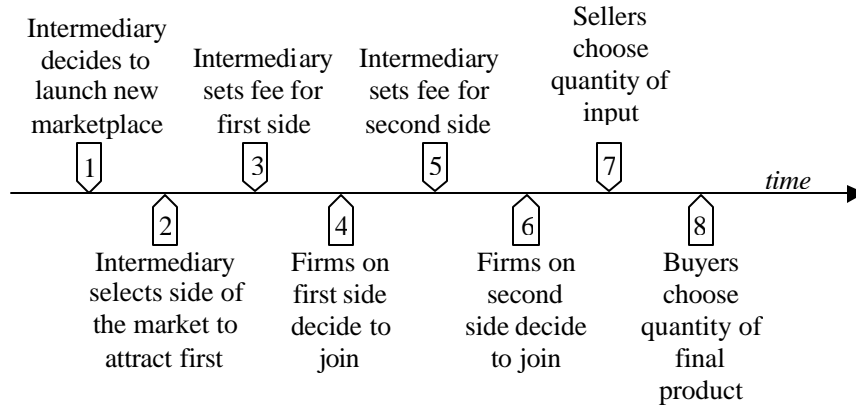 Intermediary
decides to
launch new
marketplace
Intermediary
sets fee for
first side
Intermediary
sets fee for
second side
Sellers
choose
quantity of
input
1
3
5
7
time
2
4
6
8
Intermediary
selects side of
the market to
attract first
Firms on
first side
decide to
join
Firms on
second
side decide
to join
Buyers
choose
quantity of
final
product